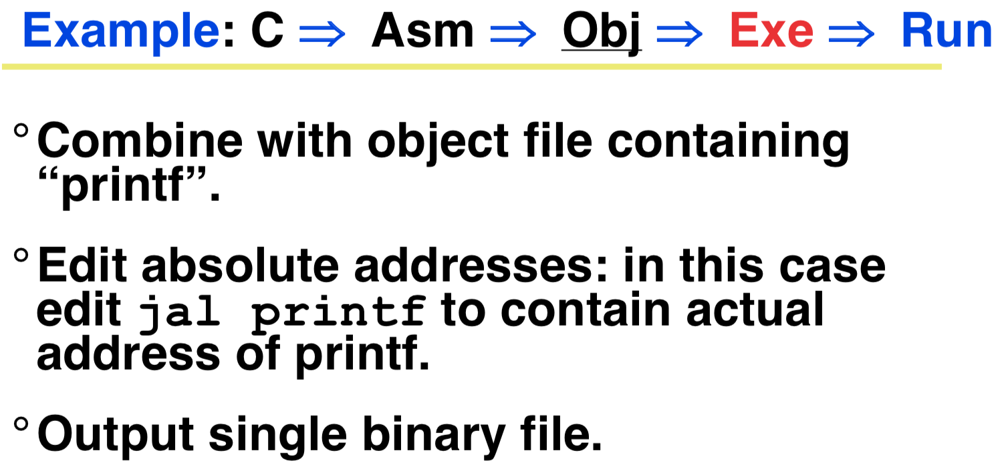 Example: C ⇒ Asm ⇒ Obj ⇒ Exe ⇒ Run
° Combine with object file containing
“printf”.
° Edit absolute addresses: in this case
edit jal printf to contain actual
address of printf.
° Output single binary file.